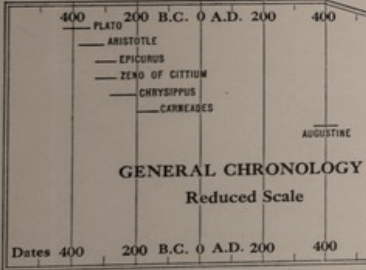 400 200 B.C. 0 A.D. 200 400
PLATO
ARISTOTLE
EPICURUS
ZENO OF CITTIUM
CHRYSIPPUS
CARNEADES
AUGUSTINE
GENERAL CHRONOLOGY
Reduced Scale
Dates 400 200 B.C. 0 A.D. 200 400